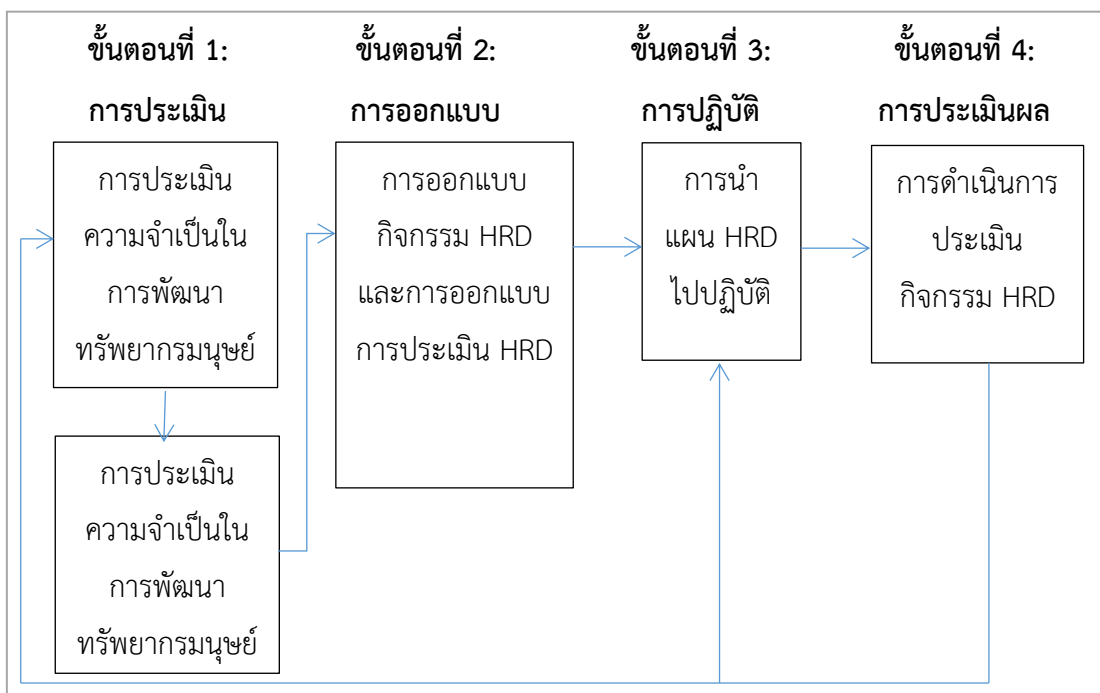 ขั้นตอนที่ 1:
การประเมิน
การประเมิน
ความจำเป็นใน
การพัฒนา
ทรัพยากรมนุษย์
การประเมิน
ความจำเป็นใน
การพัฒนา
ทรัพยากรมนุษย์
ขั้นตอนที่ 2:
การออกแบบ
การออกแบบ
กิจกรรม HRD
และการออกแบบ
การประเมิน HRD
ขั้นตอนที่ 3:
การปฏิบัติ
การนำ
แผน HRD
ไปปฏิบัติ
ขั้นตอนที่ 4:
การประเมินผล
การดำเนินการ
ประเมิน
กิจกรรม HRD